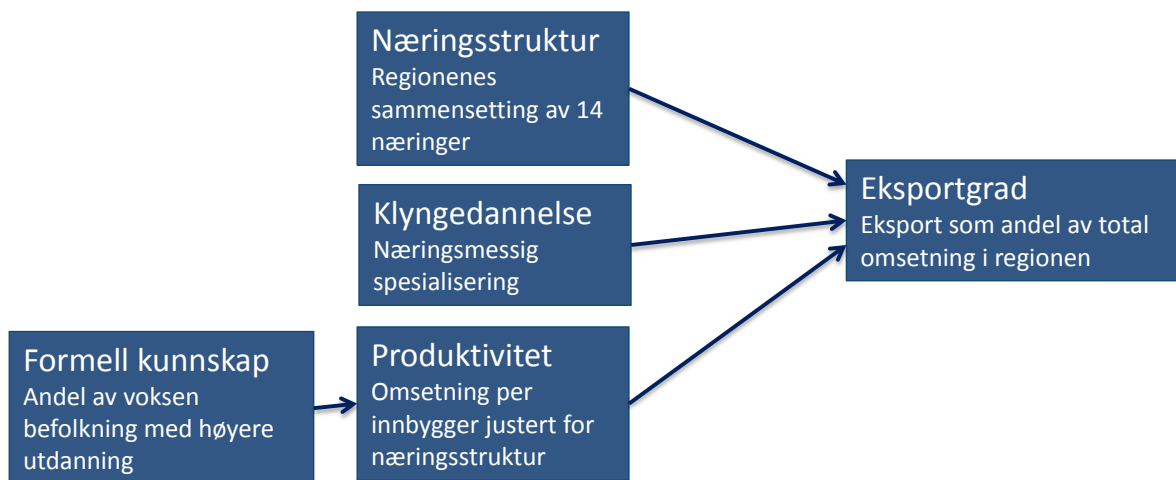 Næringsstruktur
Regionenes
sammensetting av 14
næringer
Klyngedannelse
Næringsmessig
spesialisering
Eksportgrad
Eksport som andel av total
omsetning i regionen
Formell kunnskap
Andel av voksen
befolkning med høyere
utdanning
Produktivitet
Omsetning per
innbygger justert for
næringsstruktur